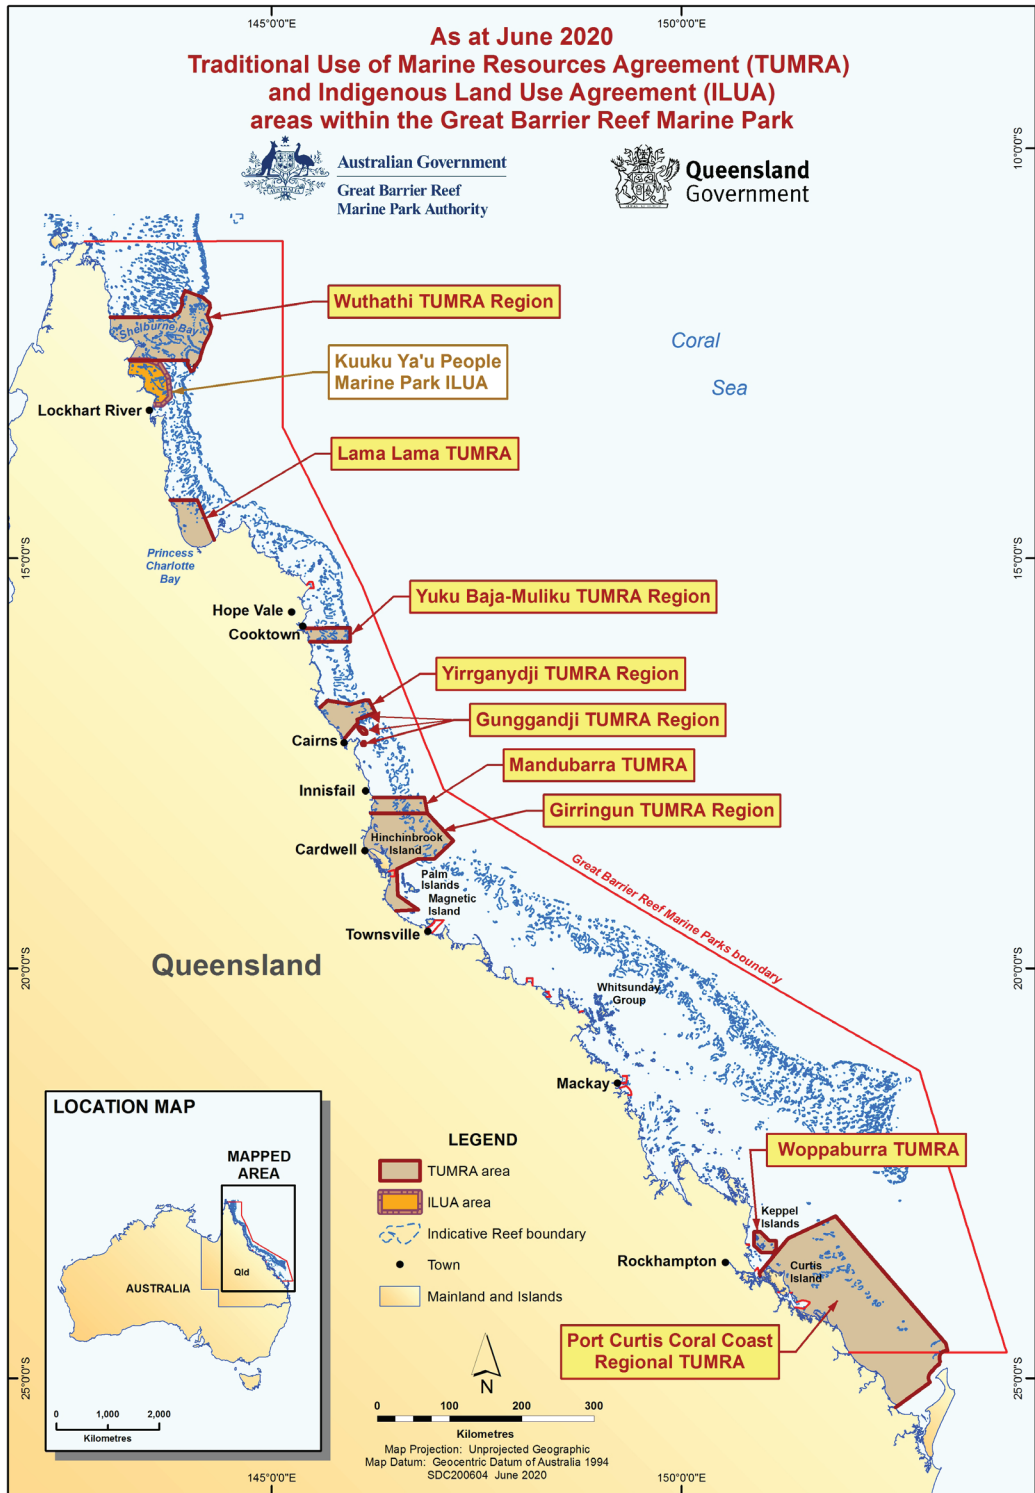 145°0'0"E
150°0'0"E
As at June 2020
Traditional Use of Marine Resources Agreement (TUMRA)
and Indigenous Land Use Agreement (ILUA)
areas within the Great Barrier Reef Marine Park
Australian Government
Great Barrier Reef
Marine Park Authority
Queensland
Government
10°0'0"S
10°0'0"S
Wuthathi TUMRA Region
Shelburne Bay
Coral
Sea
Kuuku Ya'u People
Marine Park ILUA
Lockhart River
Lama Lama TUMRA
Princess
Charlotte
Bay
15°0'0"S
15°0'0"S
Yuku Baja-Muliku TUMRA Region
Hope Vale
Cooktown
Yirrganydji TUMRA Region
Gunggandji TUMRA Region
Cairns
Mandubarra TUMRA
Innisfail
Girringun TUMRA Region
Hinchinbrook
Island
Cardwell
Great Barrier Reef Marine Parks boundary
Palm
Islands
Magnetic
Island
Townsville
Queensland
20°0'0"S
20°0'0"S
Whitsunday
Group
Mackay
LOCATION MAP
MAPPED
AREA
Qld
AUSTRALIA
0
1,000
2,000
Kilometres
LEGEND
TUMRA area
ILUA area
Indicative Reef boundary
Town
Mainland and Islands
Woppaburra TUMRA
Keppel
Islands
Rockhampton
Curtis
Island
Port Curtis Coral Coast
Regional TUMRA
25°0'0"S
25°0'0"S
N
0
100
200
300
Kilometres
Map Projection: Unprojected Geographic
Map Datum: Geocentric Datum of Australia 1994
SDC200604 June 2020
145°0'0"E
150°0'0"E